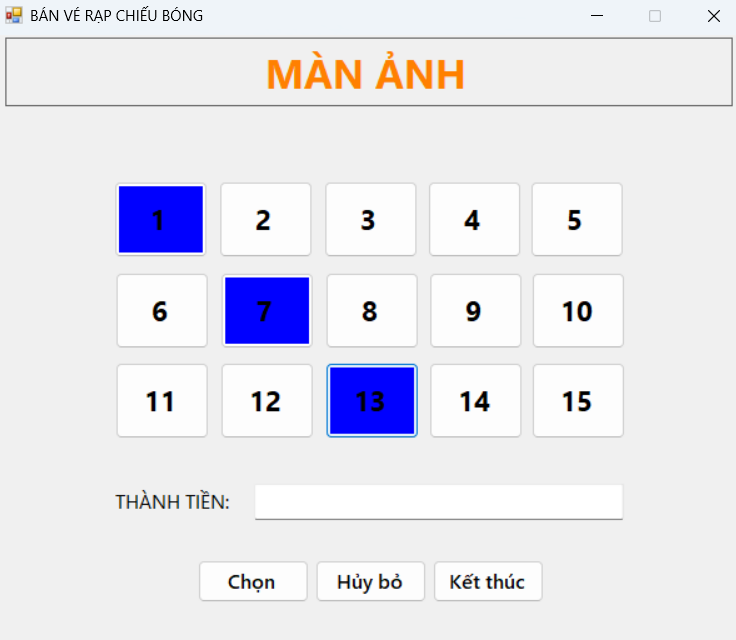 BÁN VÉ RẠP CHIẾU BÓNG
MÀN ẢNH
1 2 3 4 5
6 7 8 9 10
11 12 13 14 15
THÀNH TIỀN:
Chọn Hủy bỏ Kết thúc